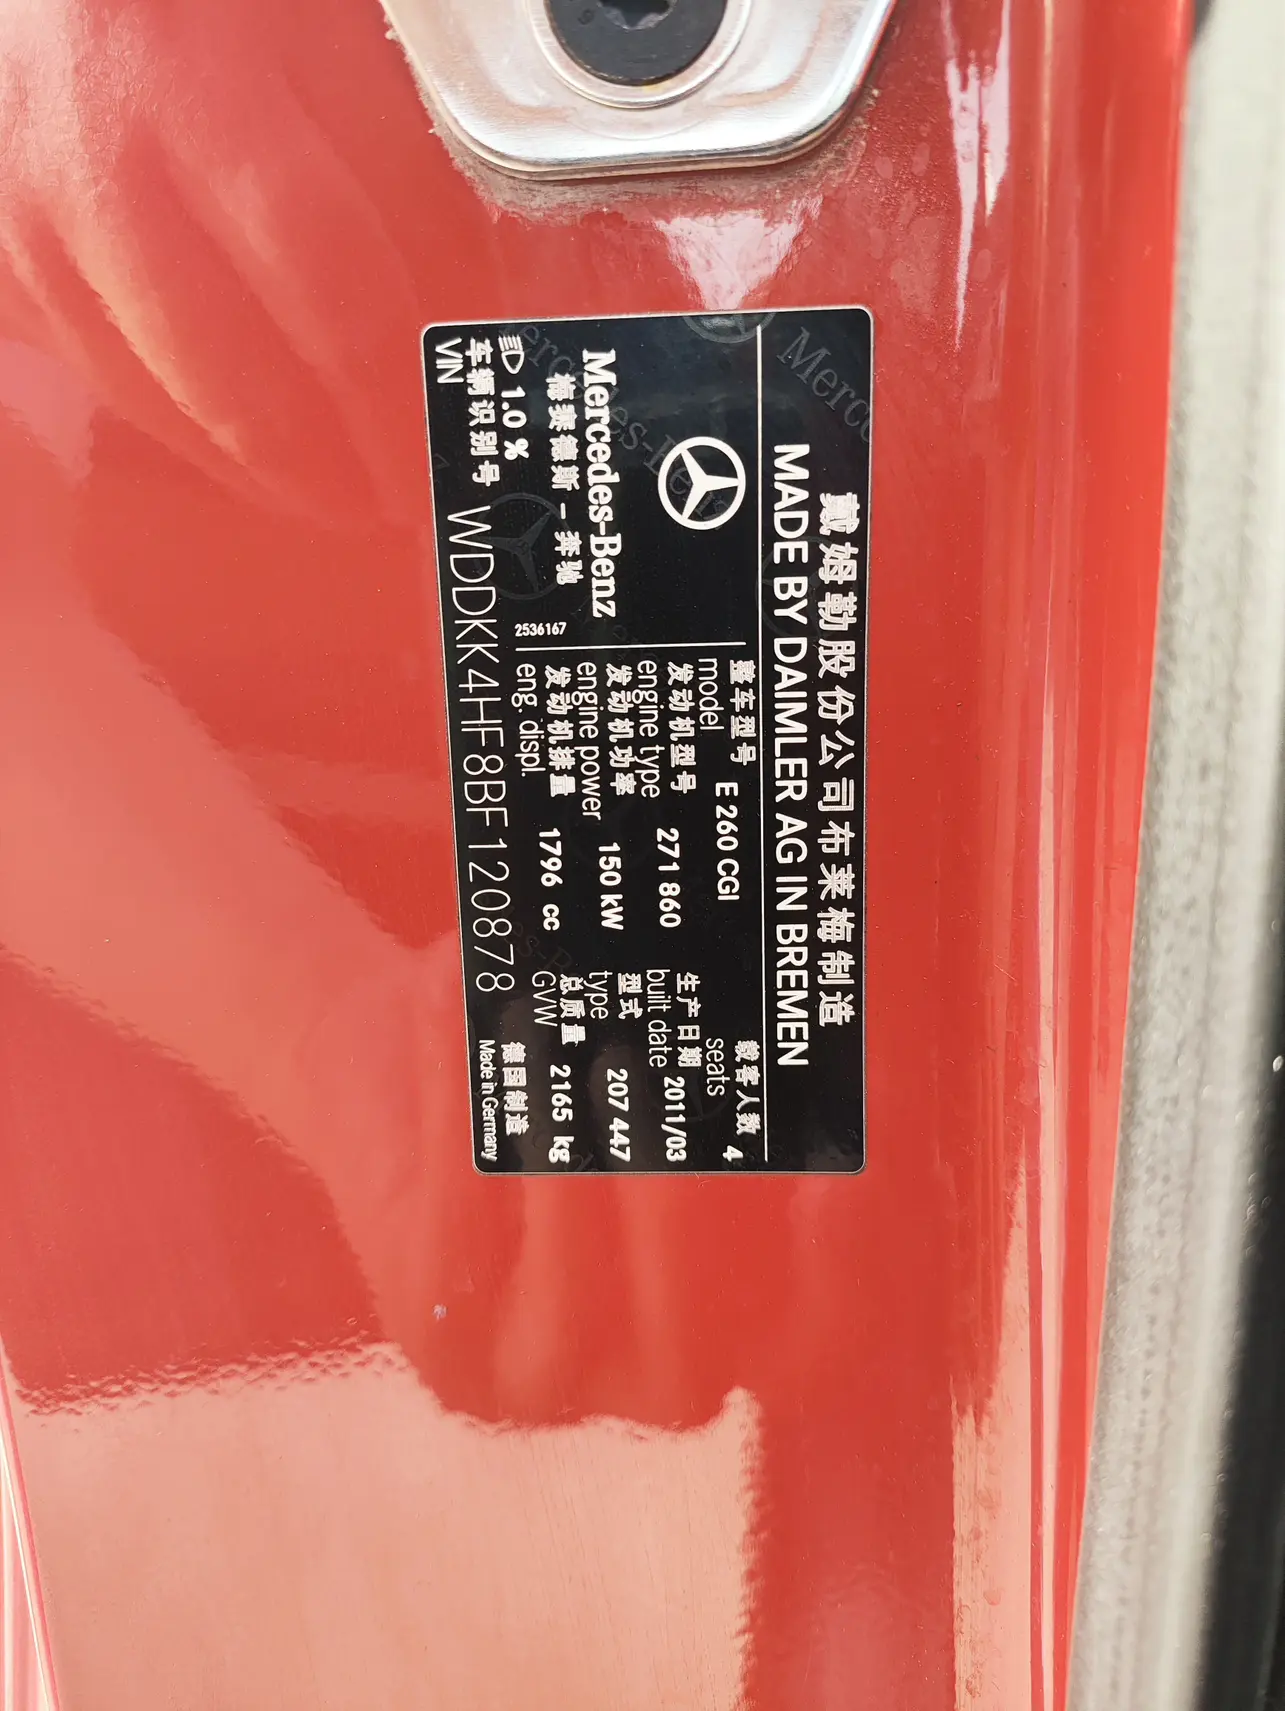 戴姆勒股份公司布莱梅制造
MADE BY DAIMLER AG IN BREMEN
Mercedes-Benz
梅赛德斯－奔驰
2536167
整车型号
model E 260 CGI
载客人数
seats 4
发动机型号
engine type 271 860
生产日期
built date 2011/03
发动机功率
engine power 150 kW
型式
type 207 447
发动机排量
eng. displ. 1796 cc
总质量
GVW 2165 kg
1.0 %
车辆识别号
VIN WDDKK4HF8BF120878
德国制造
Made in Germany